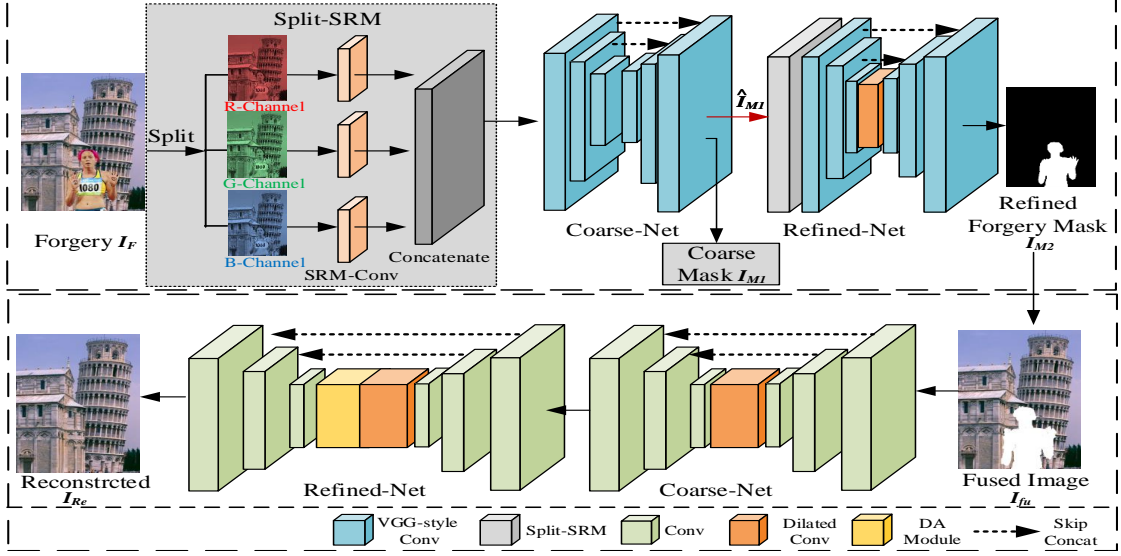 Split-SRM
R-Channel
Split
G-Channel
1080
B-Channel
Forgery I_F
SRM-Conv
Concatenate
Coarse-Net
Coarse
Mask I_M1
Î_M1
Refined-Net
Refined
Forgery Mask
I_M2
Reconstrcted
I_Re
Refined-Net
Coarse-Net
Fused Image
I_fu
VGG-style
Conv
Split-SRM
Conv
Dilated
Conv
DA
Module
Skip
Concat